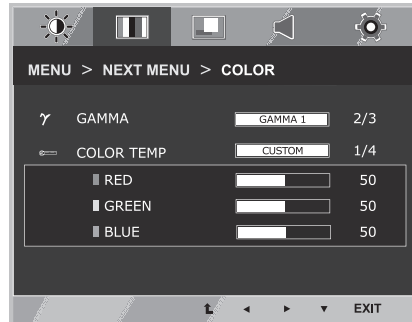 MENU > NEXT MENU > COLOR
γ GAMMA GAMMA 1 2/3
COLOR TEMP CUSTOM 1/4
RED 50
GREEN 50
BLUE 50
EXIT